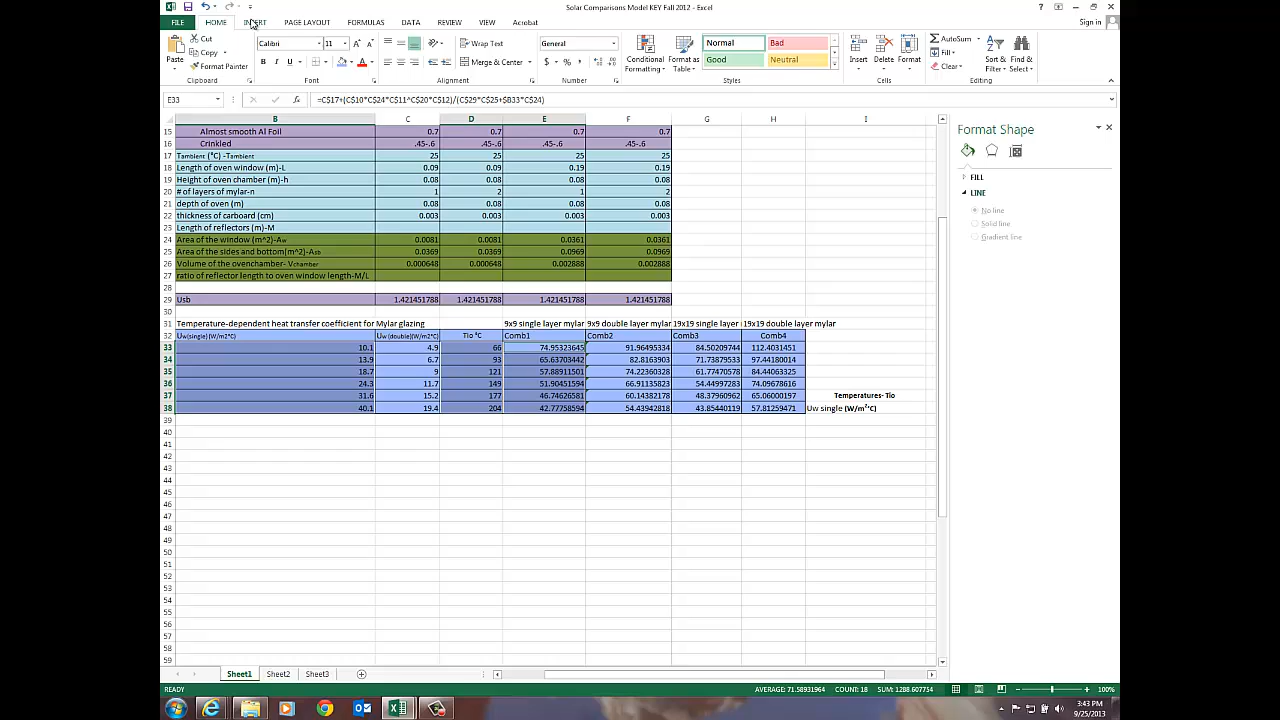 Solar Comparisons Model KEY Fall 2012 - Excel
FILE HOME INSERT PAGE LAYOUT FORMULAS DATA REVIEW VIEW Acrobat Sign in
Cut Calibri 11 Wrap Text General Normal Bad AutoSum
Copy Fill
Paste Format Painter B I U Merge & Center $ % Conditional Formatting Format as Table Good Neutral Insert Delete Format Clear Sort & Filter Find & Select
Clipboard Font Alignment Number Styles Cells Editing
E33 fx =C$17+(C$10*C$24*C$11^C$20*C$12)/(C$29*C$25+$B33*C$24)
B C D E F G H I
15 Almost smooth Al Foil 0.7 0.7 0.7 0.7
16 Crinkled .45-.6 .45-.6 .45-.6 .45-.6
17 Tambient (°C) -Tambient 25 25 25 25
18 Length of oven window (m)-L 0.09 0.09 0.19 0.19
19 Height of oven chamber (m)-h 0.08 0.08 0.08 0.08
20 # of layers of mylar-n 1 2 1 2
21 depth of oven (m) 0.08 0.08 0.08 0.08
22 thickness of carboard (cm) 0.003 0.003 0.003 0.003
23 Length of reflectors (m)-M
24 Area of the window (m^2)-Aw 0.0081 0.0081 0.0361 0.0361
25 Area of the sides and bottom(m^2)-Asb 0.0369 0.0369 0.0969 0.0969
26 Volume of the ovenchamber- Vchamber 0.000648 0.000648 0.002888 0.002888
27 ratio of reflector length to oven window length-M/L
28
29 Usb 1.421451788 1.421451788 1.421451788 1.421451788
30
31 Temperature-dependent heat transfer coefficient for Mylar glazing 9x9 single layer mylar 9x9 double layer mylar 19x19 single 19x19 double layer mylar
32 Uw(single)(W/m2°C) Uw (double)(W/m2°C) Tio °C Comb1 Comb2 Comb3 Comb4
33 10.1 4.9 66 74.95323645 91.96495334 84.50209744 112.4031451
34 13.9 6.7 93 65.63703442 82.8163903 71.73879533 97.44180014
35 18.7 9 121 57.88911501 74.22360328 61.77470578 84.44063325
36 24.3 11.7 149 51.90451594 66.91135823 54.44997283 74.09678616
37 31.6 15.2 177 46.74626581 60.14382178 48.37960962 65.06000197 Temperatures- Tio
38 40.1 19.4 204 42.77758594 54.43942818 43.85440119 57.81259471 Uw single (W/m^°C)
39
40
41
42
43
44
45
46
47
48
49
50
51
52
53
54
55
56
57
58
59
Format Shape
FILL
LINE
No line
Solid line
Gradient line
Sheet1 Sheet2 Sheet3
READY AVERAGE: 71.58931964 COUNT: 18 SUM: 1288.607754 100%
3:43 PM
9/25/2013